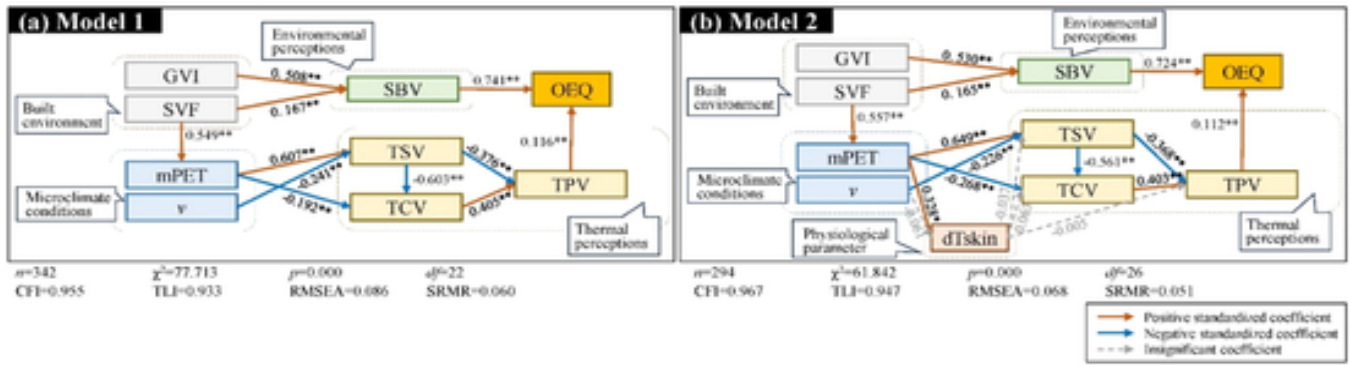 (a) Model 1
Environmental
perceptions
GVI
0.508**
SBV
0.741**
OEQ
SVF
0.167**
Built
environment
0.549**
0.116**
mPET
0.607**
TSV
-0.376**
-0.241**
-0.603**
TPV
v
-0.192**
TCV
0.405**
Microclimate
conditions
Thermal
perceptions
n=342
χ²=77.713
p=0.000
df=22
CFI=0.955
TLI=0.933
RMSEA=0.086
SRMR=0.060
(b) Model 2
Environmental
perceptions
GVI
0.530**
SBV
0.724**
OEQ
SVF
0.165**
Built
environment
0.557**
0.112**
mPET
0.649**
TSV
-0.368**
-0.226**
-0.561**
v
-0.268**
TCV
0.403**
TPV
Microclimate
conditions
Physiological
parameter
dTskin
-0.005
Thermal
perceptions
n=294
χ²=61.842
p=0.000
df=26
CFI=0.967
TLI=0.947
RMSEA=0.068
SRMR=0.051
Positive standardized coefficient
Negative standardized coefficient
Insignificant coefficient